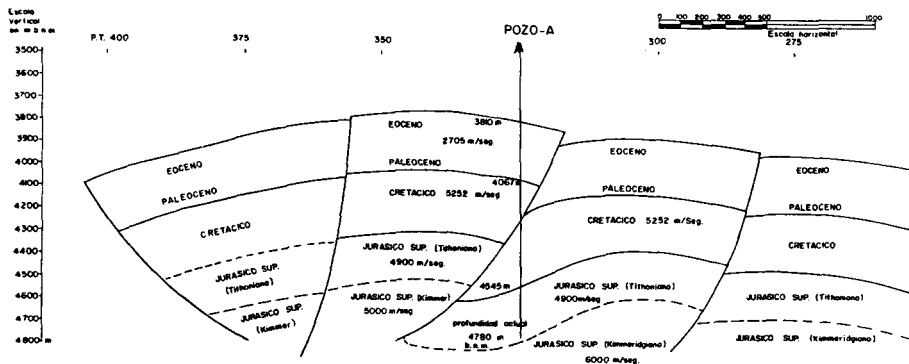 Escala
Vertical
en m b n m
P.T. 400
375
350
POZO-A
300
275
0 100 200 300 400 500 1000
Escala horizontal
3500
3600
3700
3800
3900
4000
4100
4200
4300
4400
4500
4600
4700
4800 m
EOCENO
PALEOCENO
CRETACICO
JURASICO SUP.
(Tithoniano)
JURASICO SUP.
(Kimmer)
EOCENO
3810 m
2705 m/seg.
PALEOCENO
4067m
CRETACICO 5252 m/seg.
JURASICO SUP. (Tithoniano)
4900 m/seg.
4545 m
JURASICO SUP. (Kimmer)
5000 m/seg
profundidad actual
4780 m
b.n.m.
EOCENO
PALEOCENO
CRETACICO 5252 m/Seg.
JURASICO SUP. (Tithoniano)
4900m/seg
JURASICO SUP. (Kimmeridgiano)
6000 m/seg.
EOCENO
PALEOCENO
CRETACICO
JURASICO SUP. (Tithoniano)
JURASICO SUP. (Kimmeridgiano)